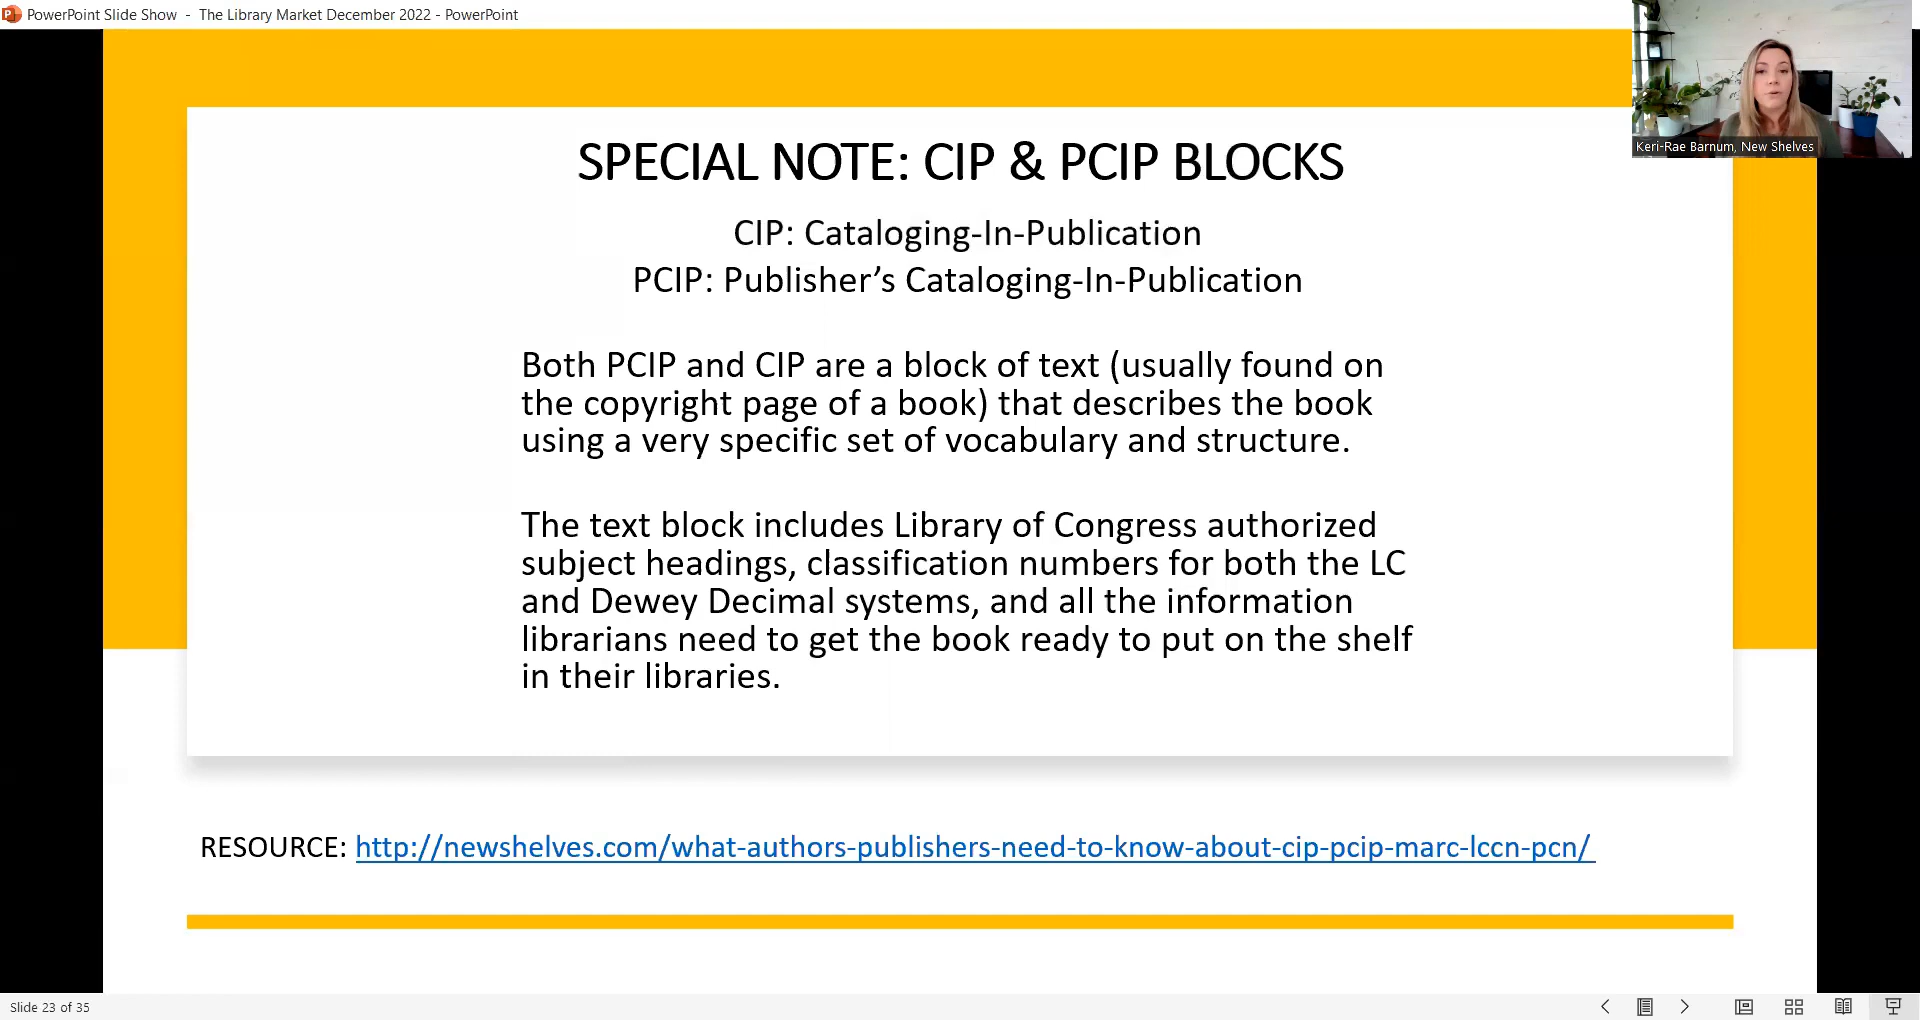 PowerPoint Slide Show - The Library Market December 2022 - PowerPoint
Keri-Rae Barnum, New Shelves
SPECIAL NOTE: CIP & PCIP BLOCKS
CIP: Cataloging-In-Publication
PCIP: Publisher’s Cataloging-In-Publication
Both PCIP and CIP are a block of text (usually found on
the copyright page of a book) that describes the book
using a very specific set of vocabulary and structure.
The text block includes Library of Congress authorized
subject headings, classification numbers for both the LC
and Dewey Decimal systems, and all the information
librarians need to get the book ready to put on the shelf
in their libraries.
RESOURCE: http://newshelves.com/what-authors-publishers-need-to-know-about-cip-pcip-marc-lccn-pcn/
Slide 23 of 35